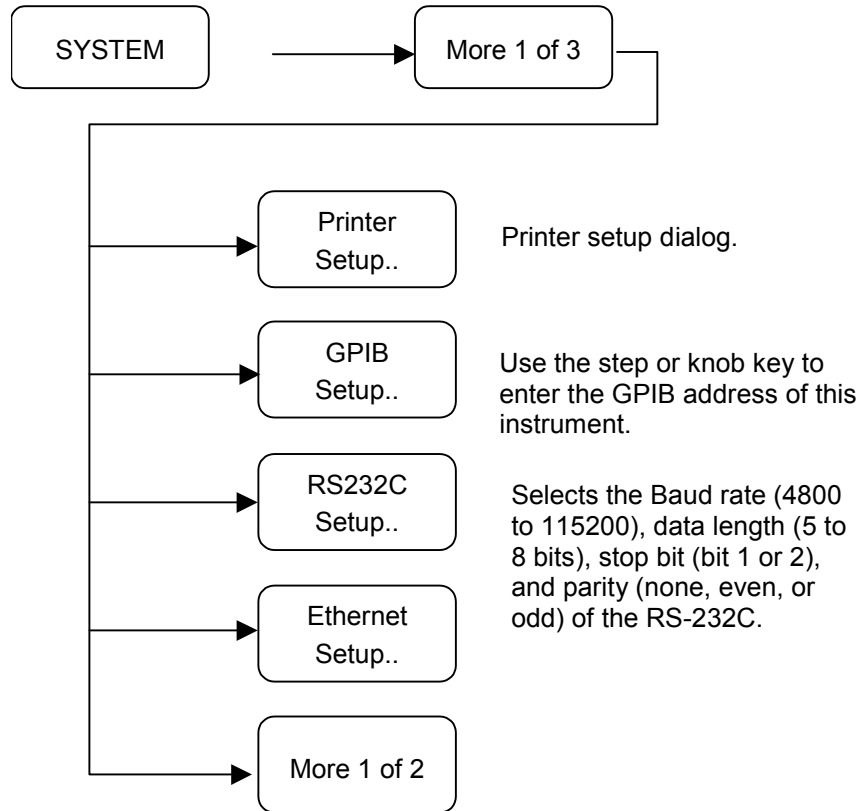 SYSTEM
More 1 of 3
Printer
Setup..
Printer setup dialog.
GPIB
Setup..
Use the step or knob key to
enter the GPIB address of this
instrument.
RS232C
Setup..
Selects the Baud rate (4800
to 115200), data length (5 to
8 bits), stop bit (bit 1 or 2),
and parity (none, even, or
odd) of the RS-232C.
Ethernet
Setup..
More 1 of 2